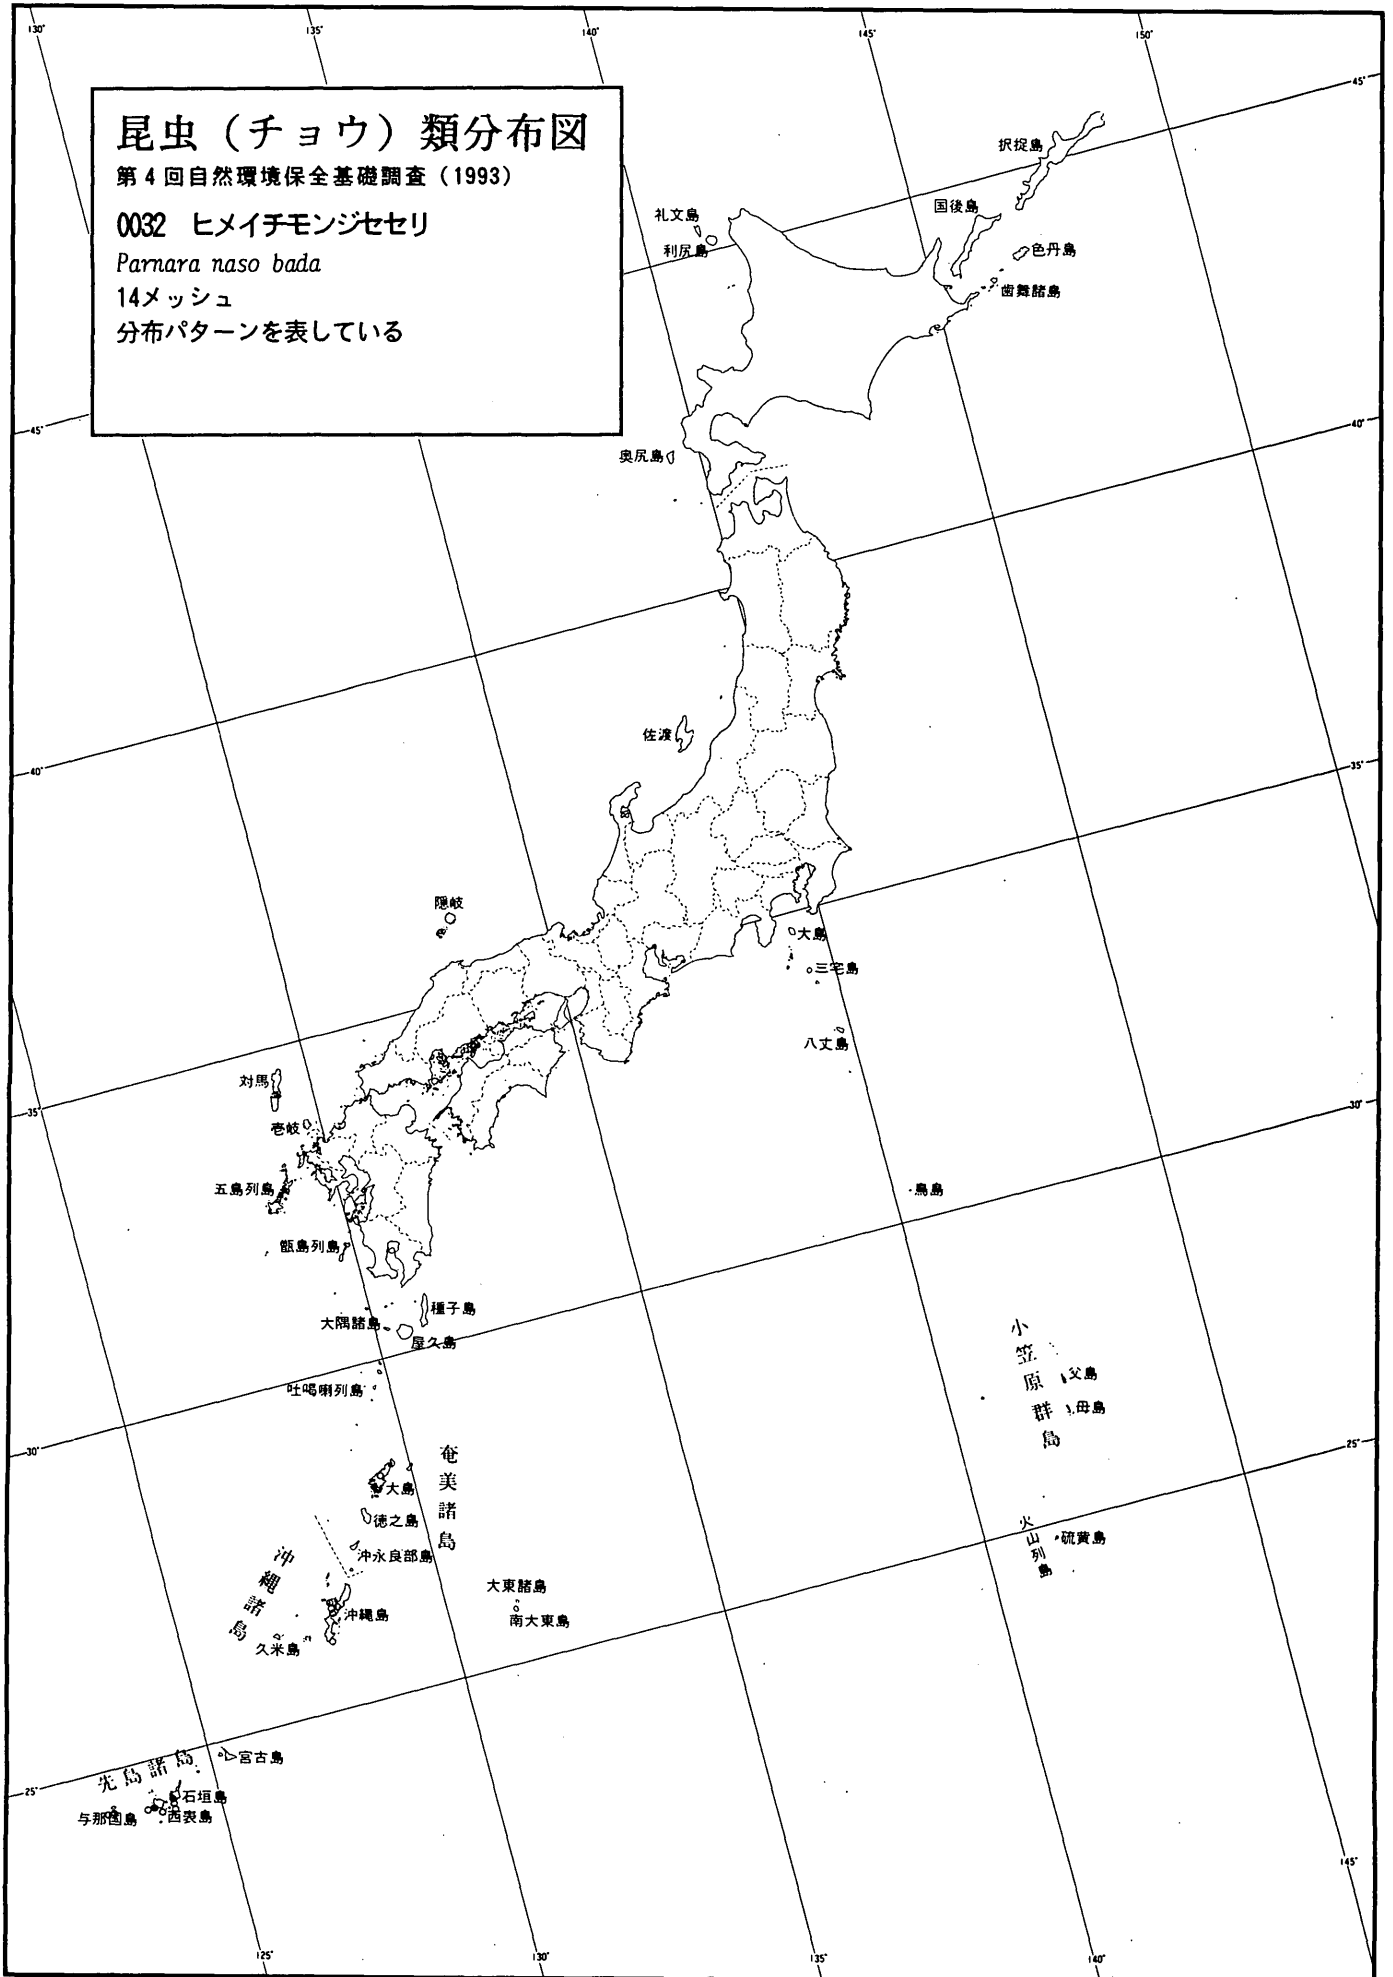 130°
135°
140°
145°
150°
45°
昆虫（チョウ）類分布図
第4回自然環境保全基礎調査（1993）
0032 ヒメイチモンジセセリ
Parnara naso bada
14メッシュ
分布パターンを表している
択捉島
国後島
色丹島
歯舞諸島
礼文島
利尻島
奥尻島
45°
40°
佐渡
40°
35°
隠岐
大島
三宅島
八丈島
対馬
壱岐
35°
30°
五島列島
甑島列島
鳥島
種子島
大隅諸島
屋久島
吐噶喇列島
小笠原群島
父島
母島
30°
25°
奄美諸島
大島
徳之島
沖永良部島
火山列島
硫黄島
沖縄諸島
沖縄島
久米島
大東諸島
南大東島
先島諸島
宮古島
石垣島
西表島
与那国島
25°
145°
125°
130°
135°
140°